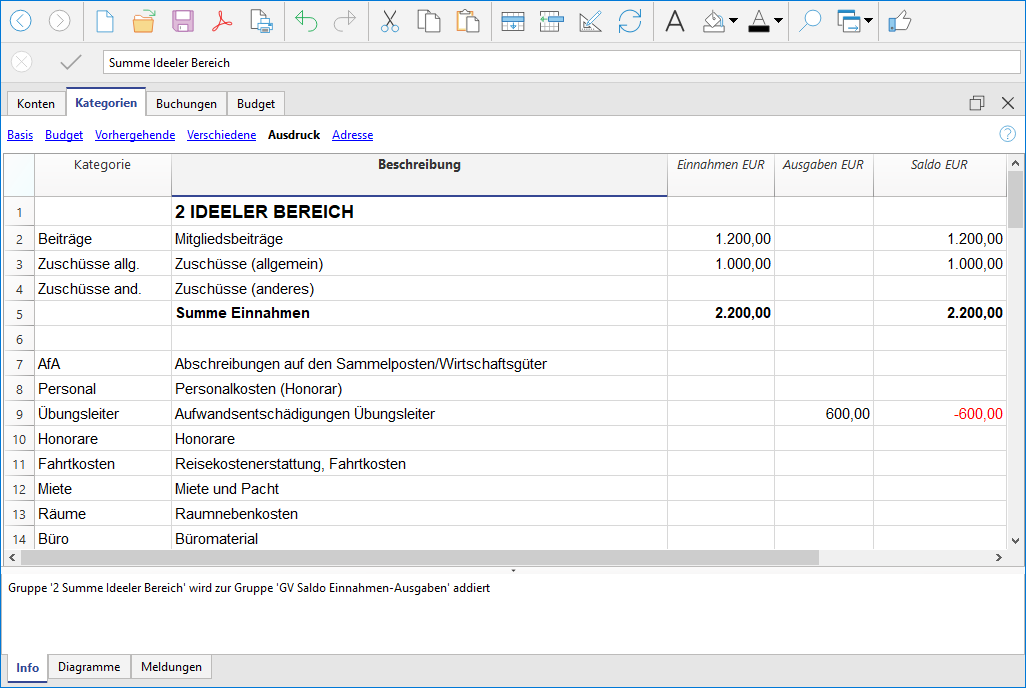 Summe Ideeler Bereich
Konten Kategorien Buchungen Budget
Basis Budget Vorhergehende Verschiedene Ausdruck Adresse
Kategorie Beschreibung Einnahmen EUR Ausgaben EUR Saldo EUR
1 2 IDEELER BEREICH
2 Beiträge Mitgliedsbeiträge 1.200,00 1.200,00
3 Zuschüsse allg. Zuschüsse (allgemein) 1.000,00 1.000,00
4 Zuschüsse and. Zuschüsse (anderes)
5 Summe Einnahmen 2.200,00 2.200,00
6
7 AfA Abschreibungen auf den Sammelposten/Wirtschaftsgüter
8 Personal Personalkosten (Honorar)
9 Übungsleiter Aufwandsentschädigungen Übungsleiter 600,00 -600,00
10 Honorare Honorare
11 Fahrtkosten Reisekostenerstattung, Fahrtkosten
12 Miete Miete und Pacht
13 Räume Raumnebenkosten
14 Büro Büromaterial
Gruppe '2 Summe Ideeler Bereich' wird zur Gruppe 'GV Saldo Einnahmen-Ausgaben' addiert
Info Diagramme Meldungen